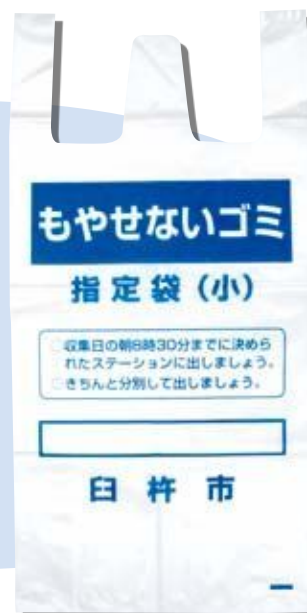 もやせないゴミ
指定袋（小）
○収集日の朝8時30分までに決めら
れたステーションに出しましょう。
○きちんと分別して出しましょう。
臼杵市